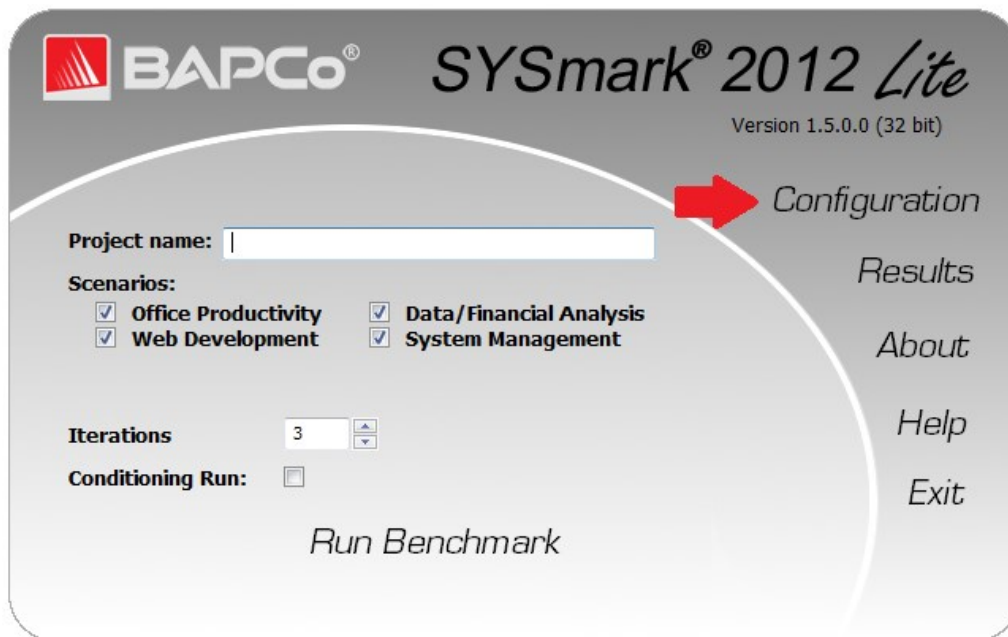 BAPCo®
SYSmark® 2012 Lite
Version 1.5.0.0 (32 bit)
Configuration
Project name:
Results
Scenarios:
Office Productivity
Data/Financial Analysis
Web Development
System Management
About
Iterations
3
Help
Conditioning Run:
Exit
Run Benchmark